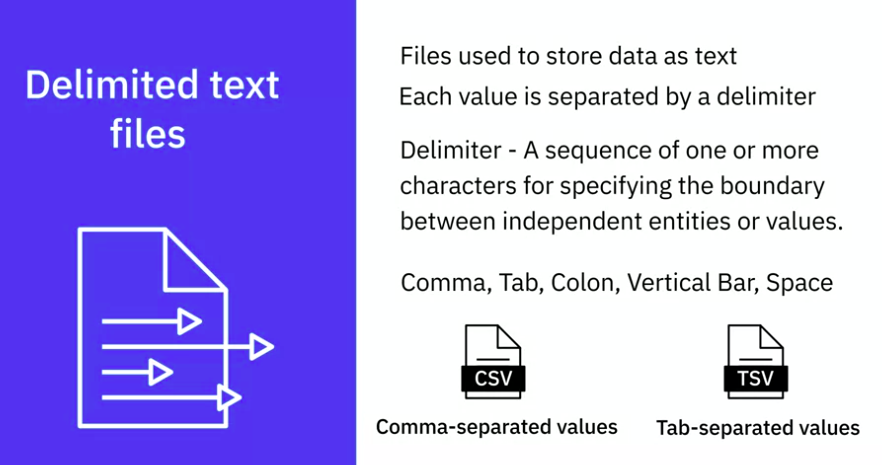 Delimited text
files
Files used to store data as text
Each value is separated by a delimiter
Delimiter - A sequence of one or more
characters for specifying the boundary
between independent entities or values.
Comma, Tab, Colon, Vertical Bar, Space
CSV
Comma-separated values
TSV
Tab-separated values